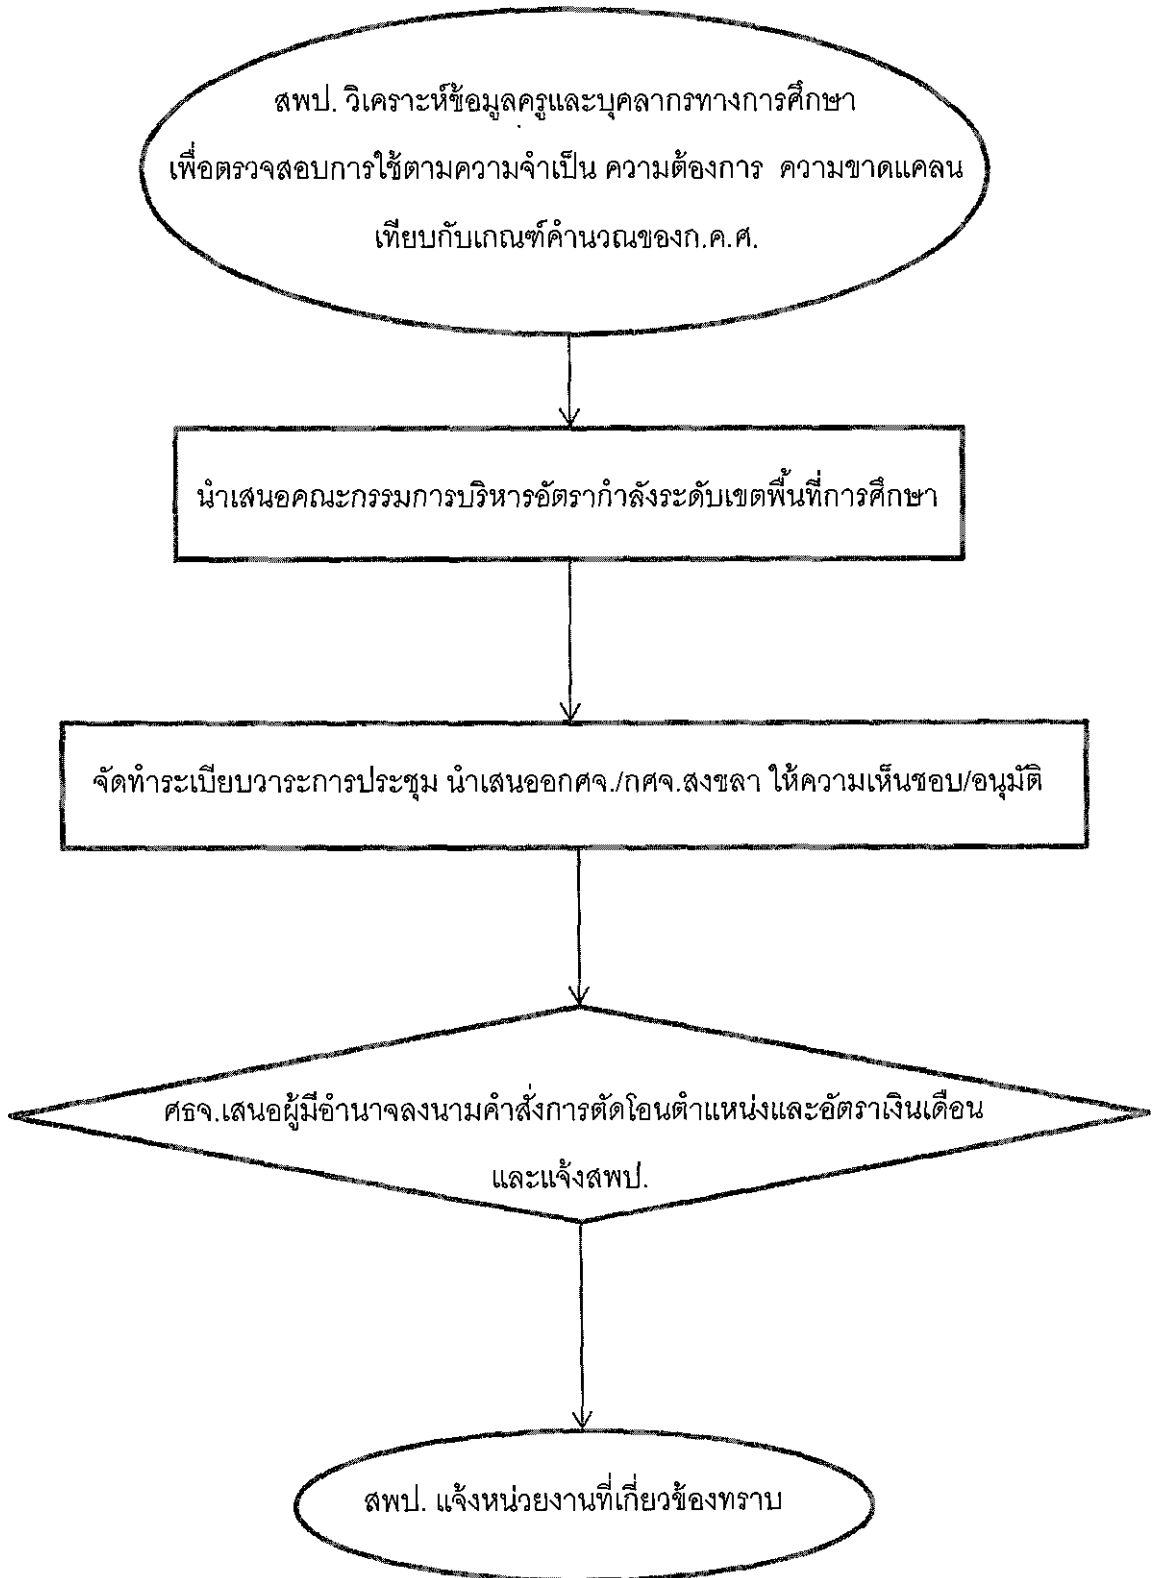 สพป. วิเคราะห์ข้อมูลครูและบุคลากรทางการศึกษา
เพื่อตรวจสอบการใช้ตามความจำเป็น ความต้องการ ความขาดแคลน
เทียบกับเกณฑ์คำนวณของก.ค.ศ.
นำเสนอคณะกรรมการบริหารอัตรากำลังระดับเขตพื้นที่การศึกษา
จัดทำระเบียบวาระการประชุม นำเสนออกศจ./กศจ.สงขลา ให้ความเห็นชอบ/อนุมัติ
ศธจ.เสนอผู้มีอำนาจลงนามคำสั่งการตัดโอนตำแหน่งและอัตราเงินเดือน
และแจ้งสพป.
สพป. แจ้งหน่วยงานที่เกี่ยวข้องทราบ